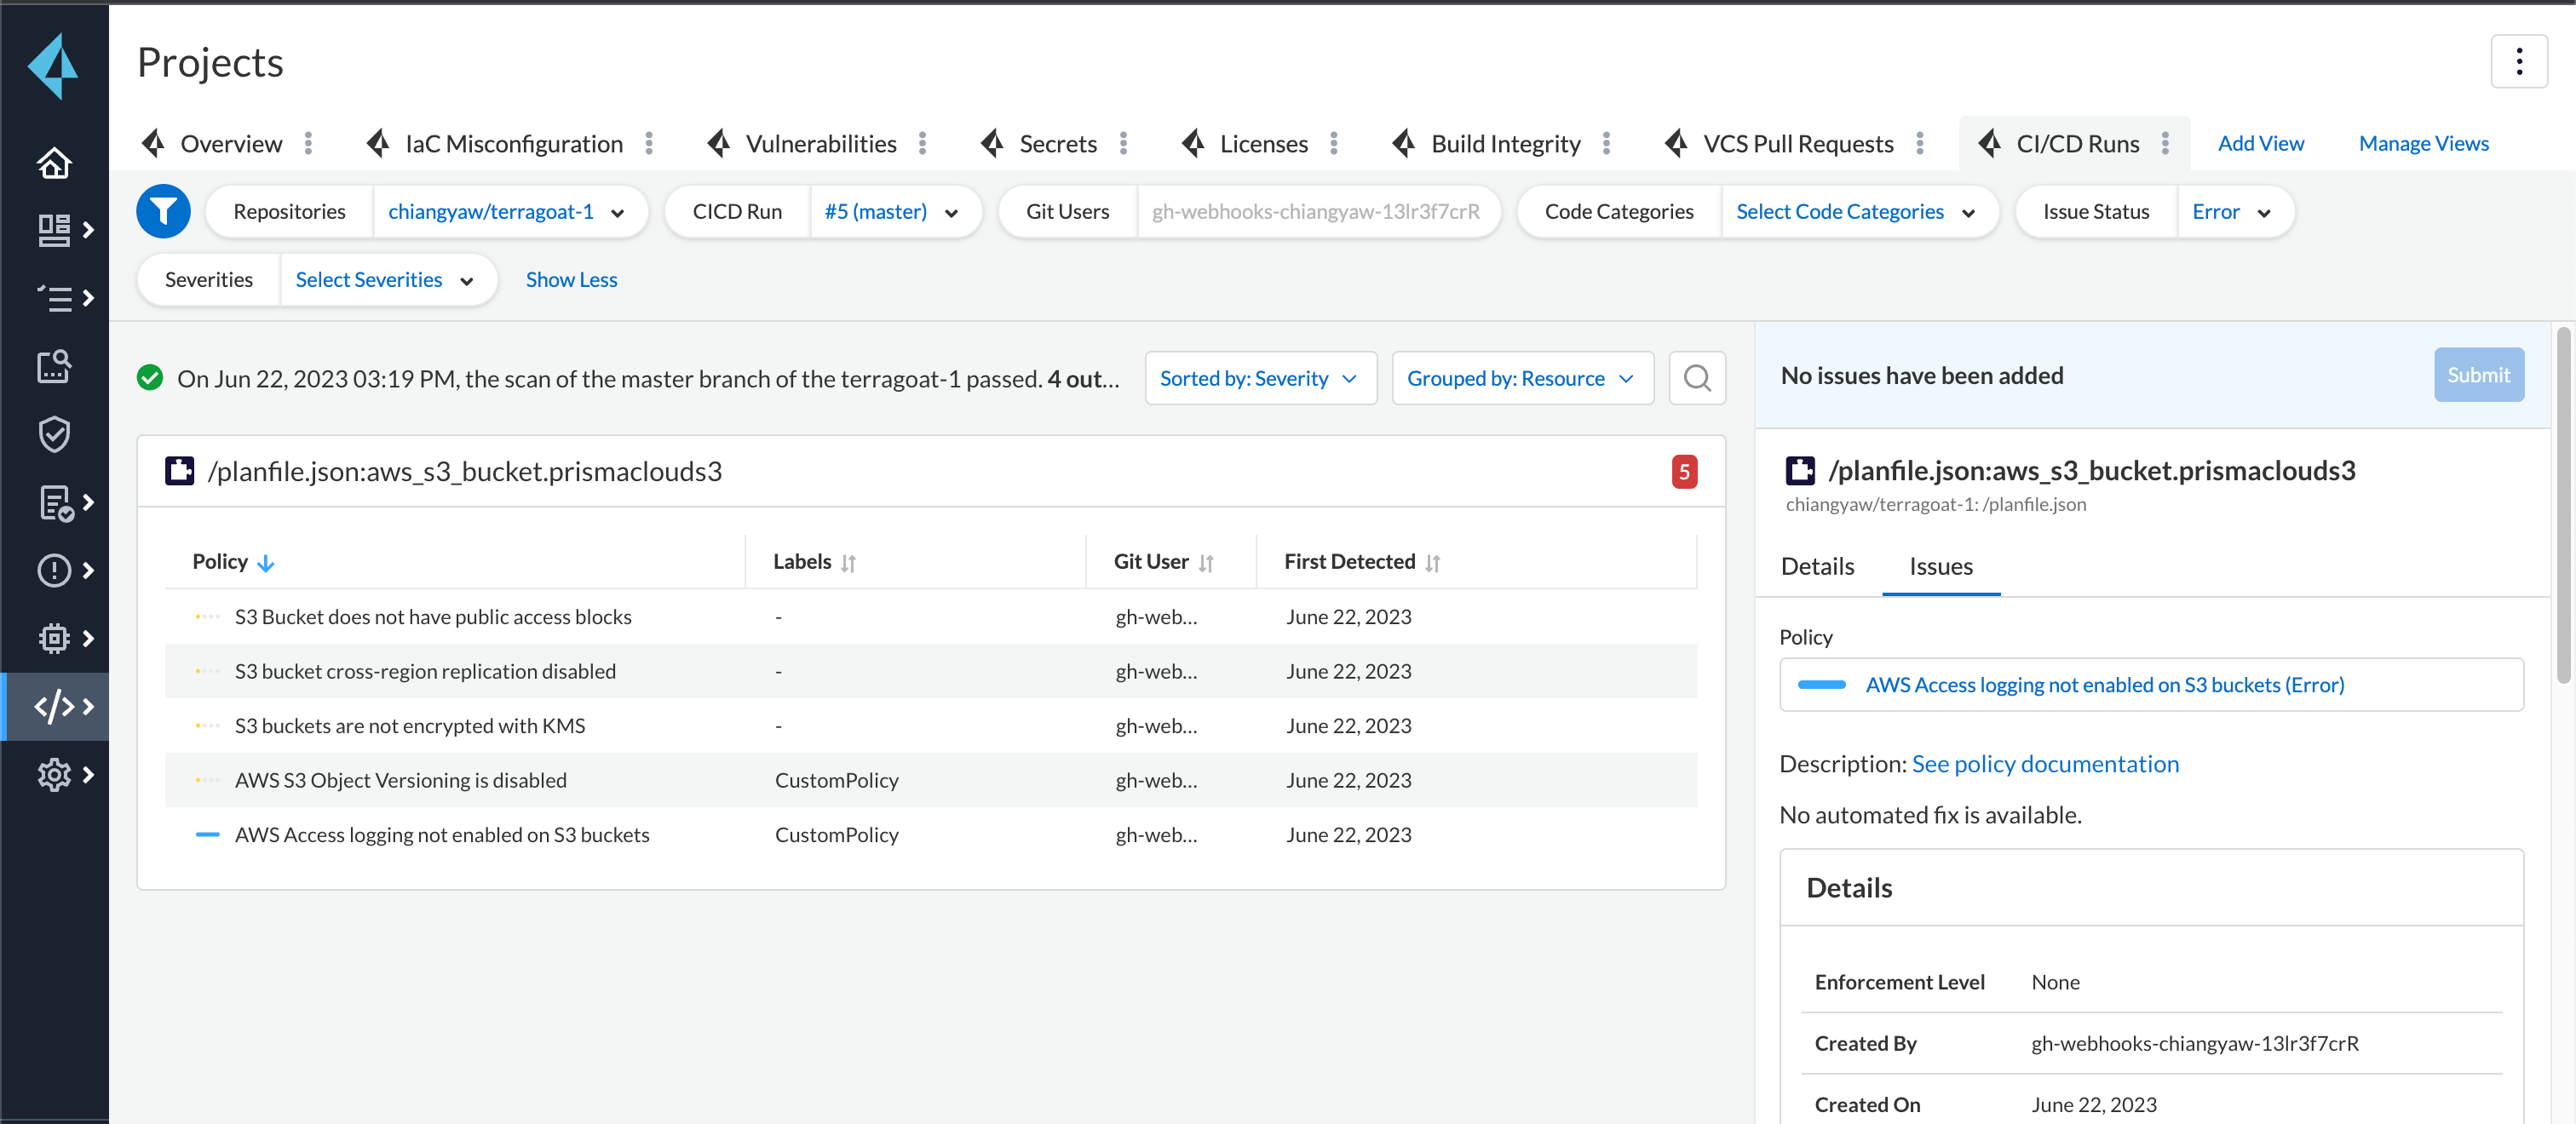 Projects
Overview IaC Misconfiguration Vulnerabilities Secrets Licenses Build Integrity VCS Pull Requests CI/CD Runs Add View Manage Views
Repositories chiangyaw/terragoat-1 CICD Run #5 (master) Git Users gh-webhooks-chiangyaw-13lr3f7crR Code Categories Select Code Categories Issue Status Error
Severities Select Severities Show Less
On Jun 22, 2023 03:19 PM, the scan of the master branch of the terragoat-1 passed. 4 out... Sorted by: Severity Grouped by: Resource
/planfile.json:aws_s3_bucket.prismaclouds3 5
Policy Labels Git User First Detected
S3 Bucket does not have public access blocks - gh-web... June 22, 2023
S3 bucket cross-region replication disabled - gh-web... June 22, 2023
S3 buckets are not encrypted with KMS - gh-web... June 22, 2023
AWS S3 Object Versioning is disabled CustomPolicy gh-web... June 22, 2023
AWS Access logging not enabled on S3 buckets CustomPolicy gh-web... June 22, 2023
No issues have been added Submit
/planfile.json:aws_s3_bucket.prismaclouds3
chiangyaw/terragoat-1: /planfile.json
Details Issues
Policy
AWS Access logging not enabled on S3 buckets (Error)
Description: See policy documentation
No automated fix is available.
Details
Enforcement Level None
Created By gh-webhooks-chiangyaw-13lr3f7crR
Created On June 22, 2023